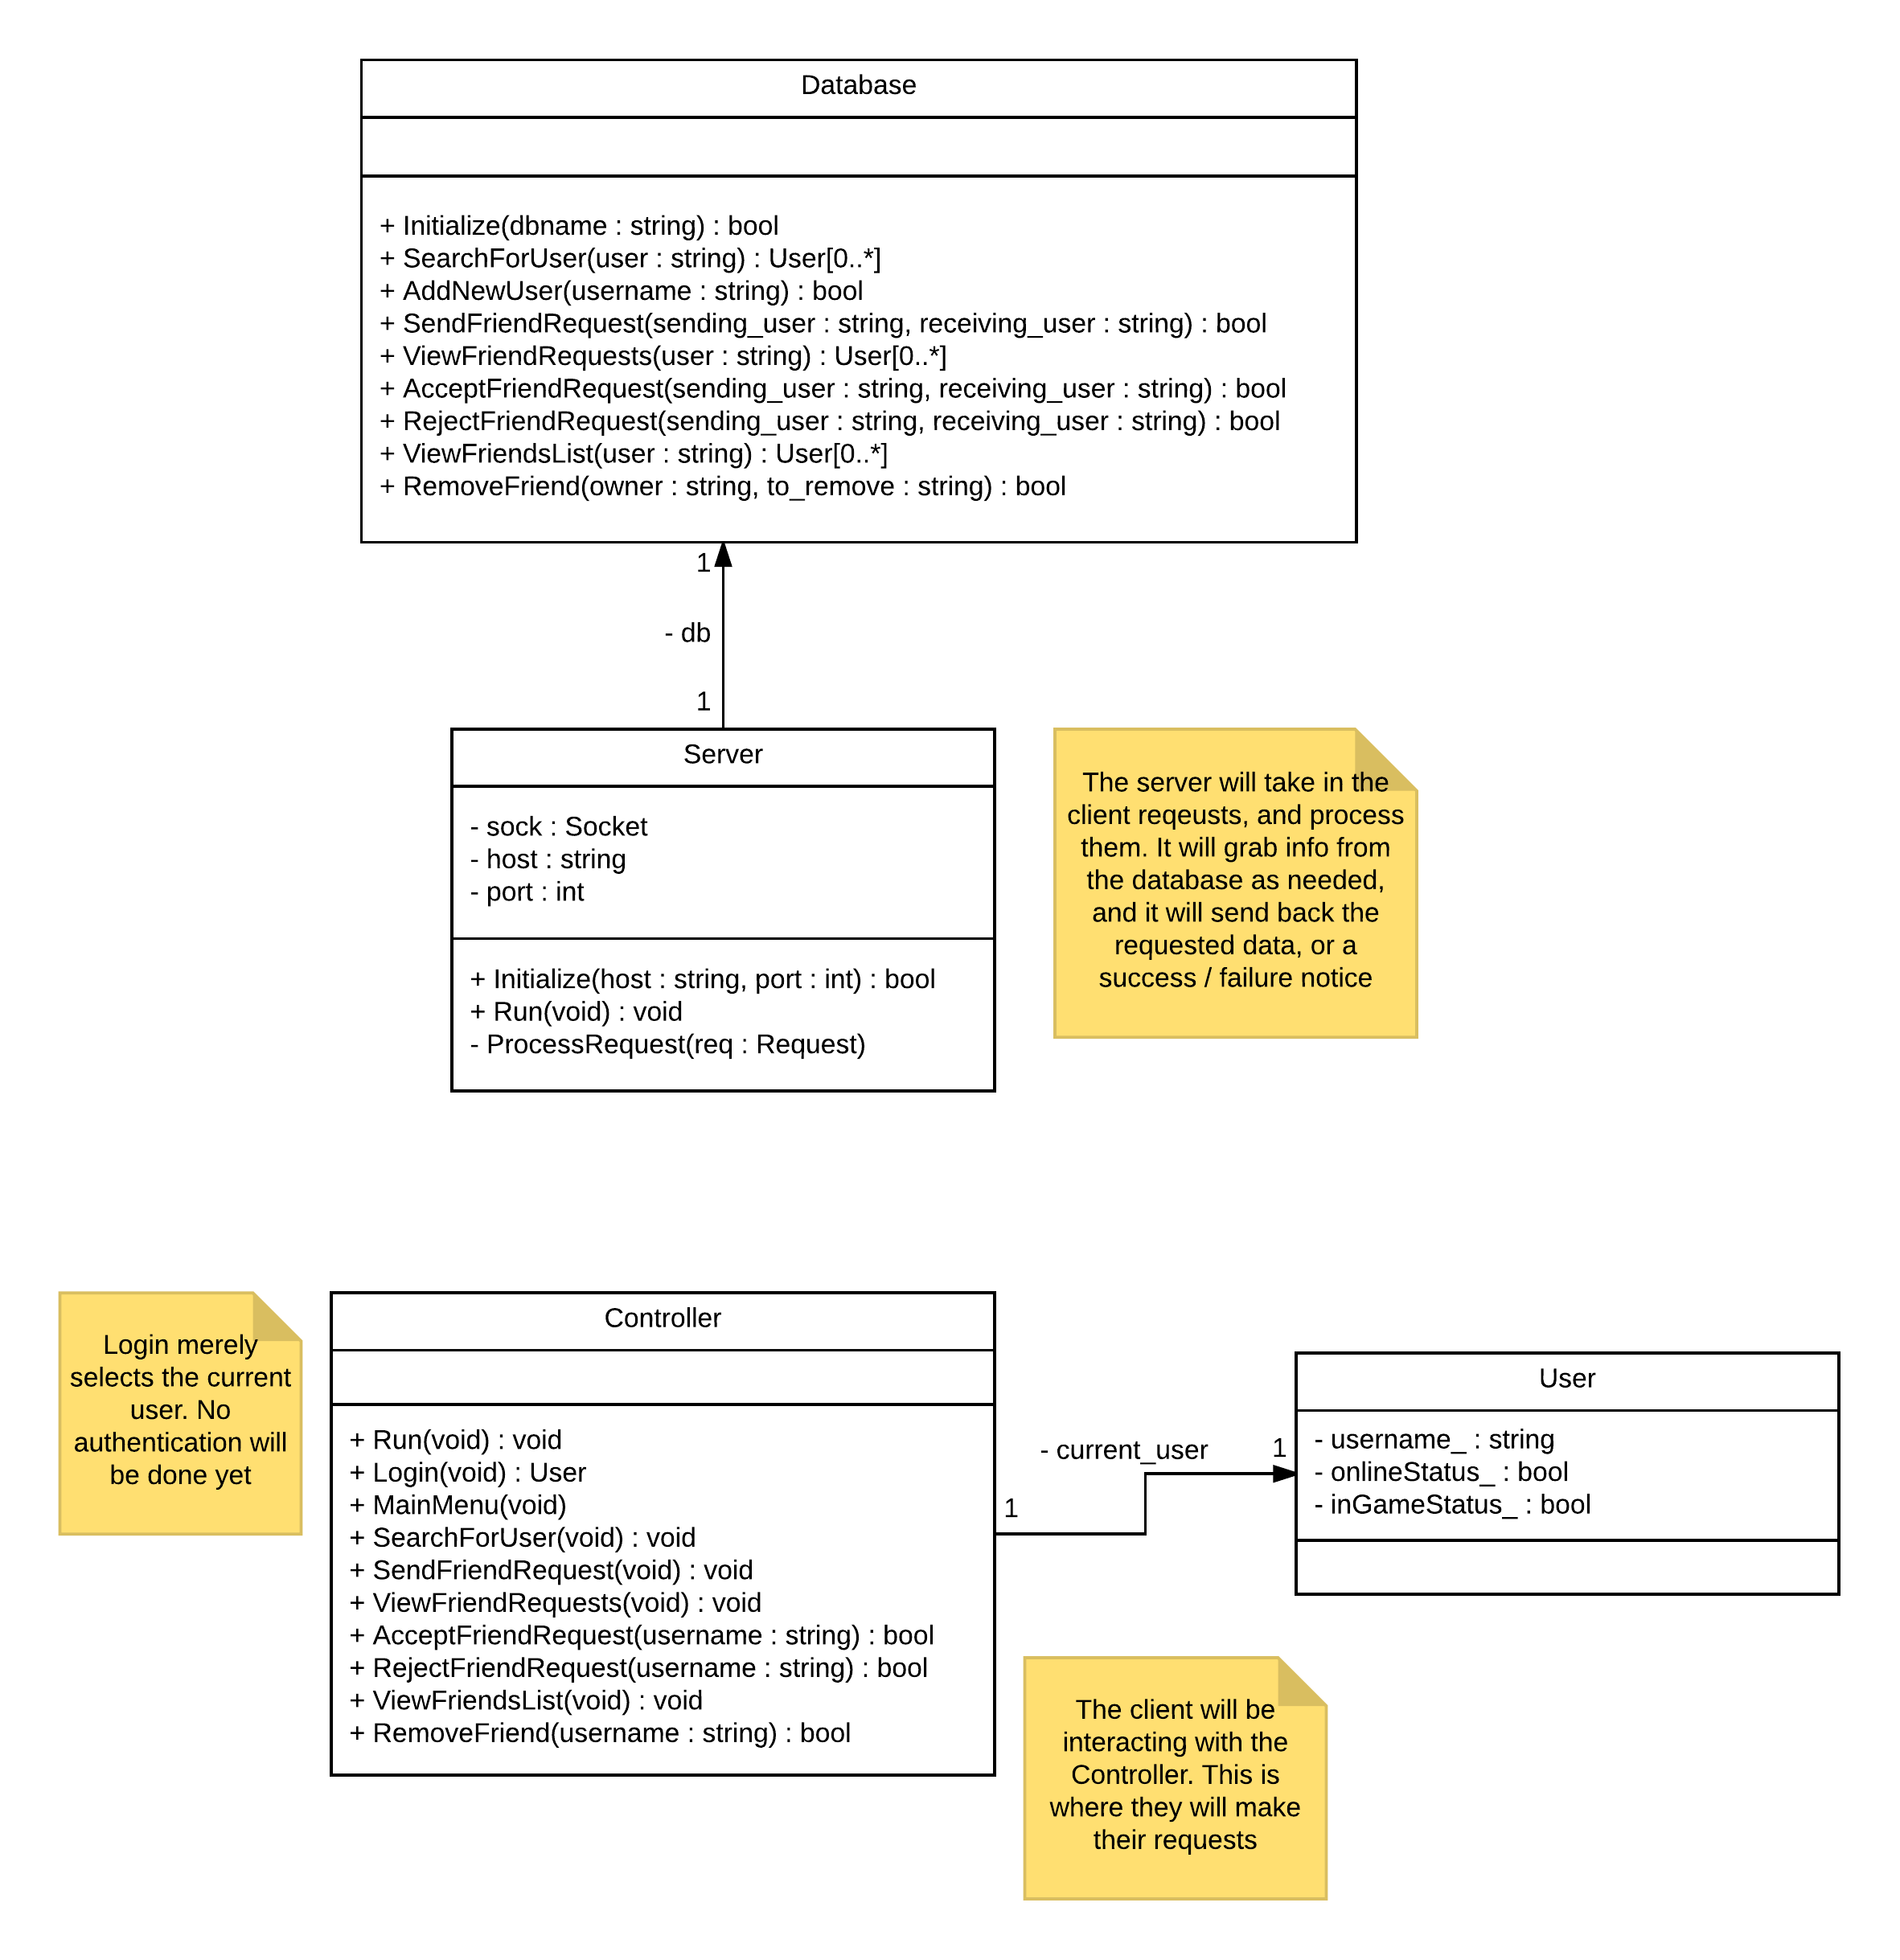 Database
+ Initialize(dbname : string) : bool
+ SearchForUser(user : string) : User[0..*]
+ AddNewUser(username : string) : bool
+ SendFriendRequest(sending_user : string, receiving_user : string) : bool
+ ViewFriendRequests(user : string) : User[0..*]
+ AcceptFriendRequest(sending_user : string, receiving_user : string) : bool
+ RejectFriendRequest(sending_user : string, receiving_user : string) : bool
+ ViewFriendsList(user : string) : User[0..*]
+ RemoveFriend(owner : string, to_remove : string) : bool
1
- db
1
Server
- sock : Socket
- host : string
- port : int
+ Initialize(host : string, port : int) : bool
+ Run(void) : void
- ProcessRequest(req : Request)
The server will take in the
client reqeusts, and process
them. It will grab info from
the database as needed,
and it will send back the
requested data, or a
success / failure notice
Login merely
selects the current
user. No
authentication will
be done yet
Controller
+ Run(void) : void
+ Login(void) : User
+ MainMenu(void)
+ SearchForUser(void) : void
+ SendFriendRequest(void) : void
+ ViewFriendRequests(void) : void
+ AcceptFriendRequest(username : string) : bool
+ RejectFriendRequest(username : string) : bool
+ ViewFriendsList(void) : void
+ RemoveFriend(username : string) : bool
1
- current_user
1
User
- username_ : string
- onlineStatus_ : bool
- inGameStatus_ : bool
The client will be
interacting with the
Controller. This is
where they will make
their requests